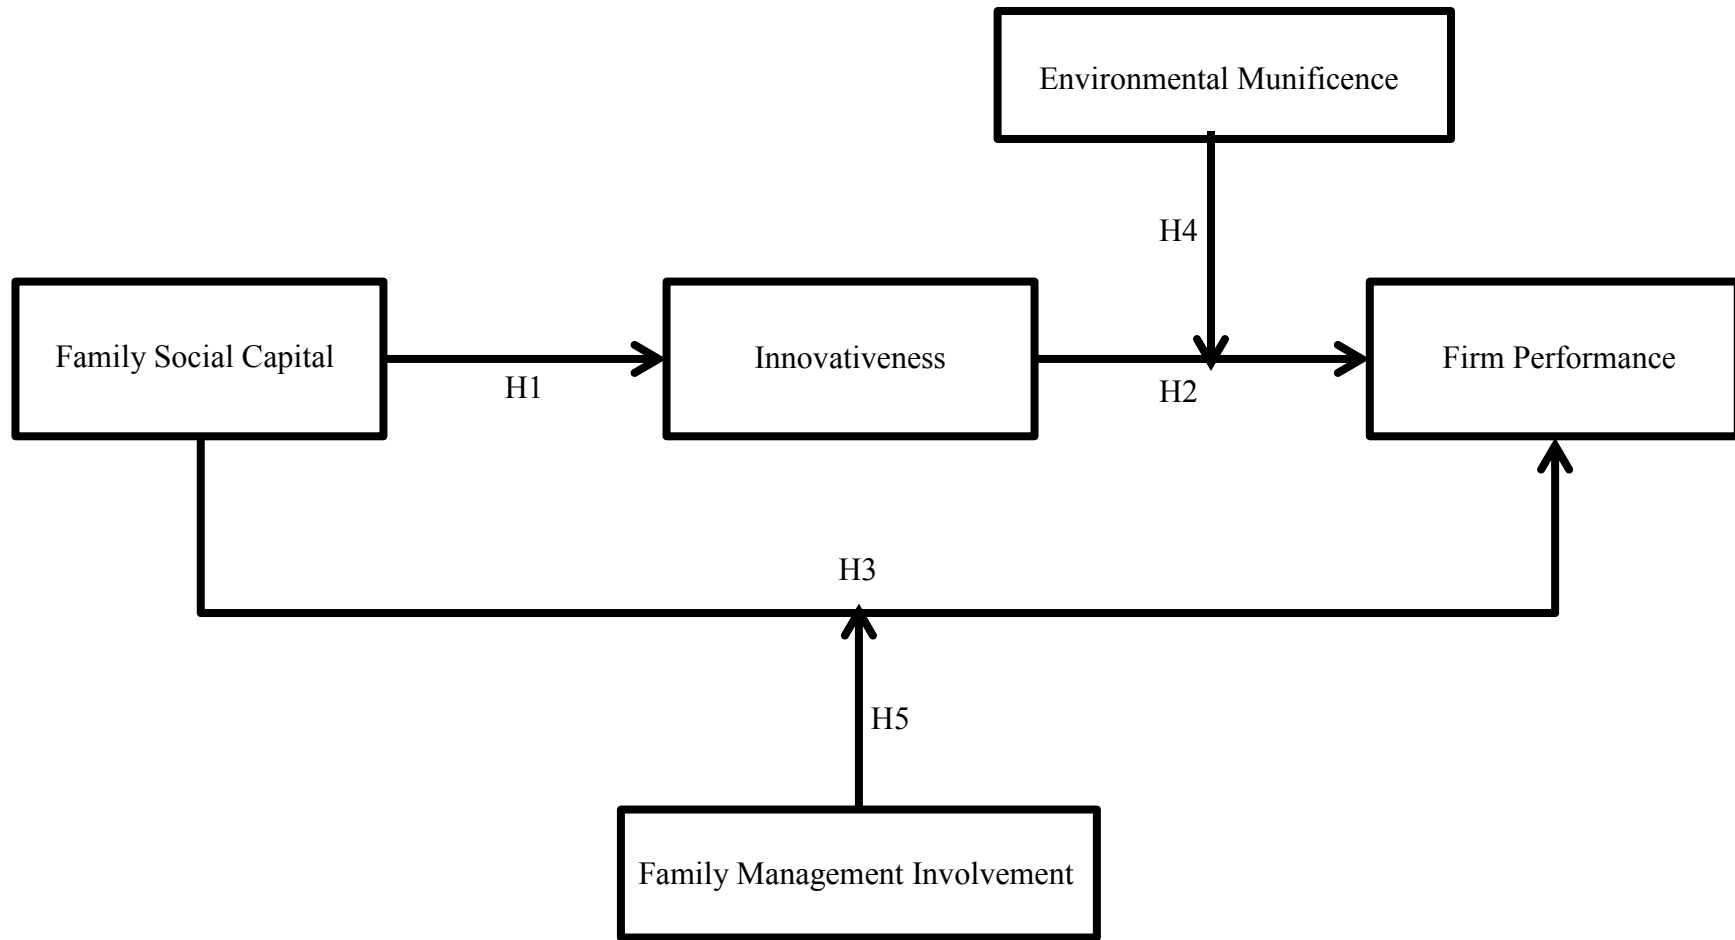 Environmental Munificence
H4
Family Social Capital
H1
Innovativeness
H2
Firm Performance
H3
H5
Family Management Involvement